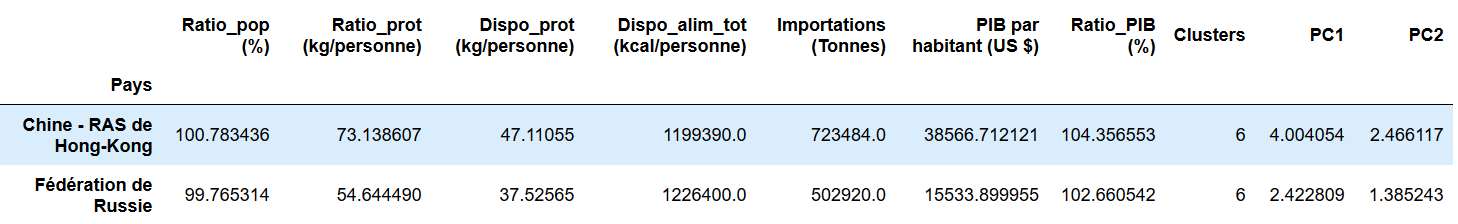 Ratio_pop (%) Ratio_prot (kg/personne) Dispo_prot (kg/personne) Dispo_alim_tot (kcal/personne) Importations (Tonnes) PIB par habitant (US $) Ratio_PIB (%) Clusters PC1 PC2
Pays
Chine - RAS de Hong-Kong 100.783436 73.138607 47.11055 1199390.0 723484.0 38566.712121 104.356553 6 4.004054 2.466117
Fédération de Russie 99.765314 54.644490 37.52565 1226400.0 502920.0 15533.899955 102.660542 6 2.422809 1.385243